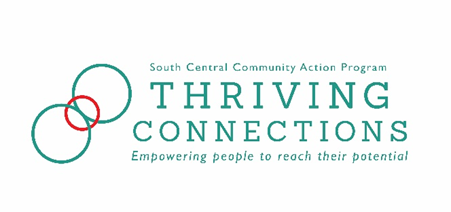 South Central Community Action Program
THRIVING
CONNECTIONS
Empowering people to reach their potential